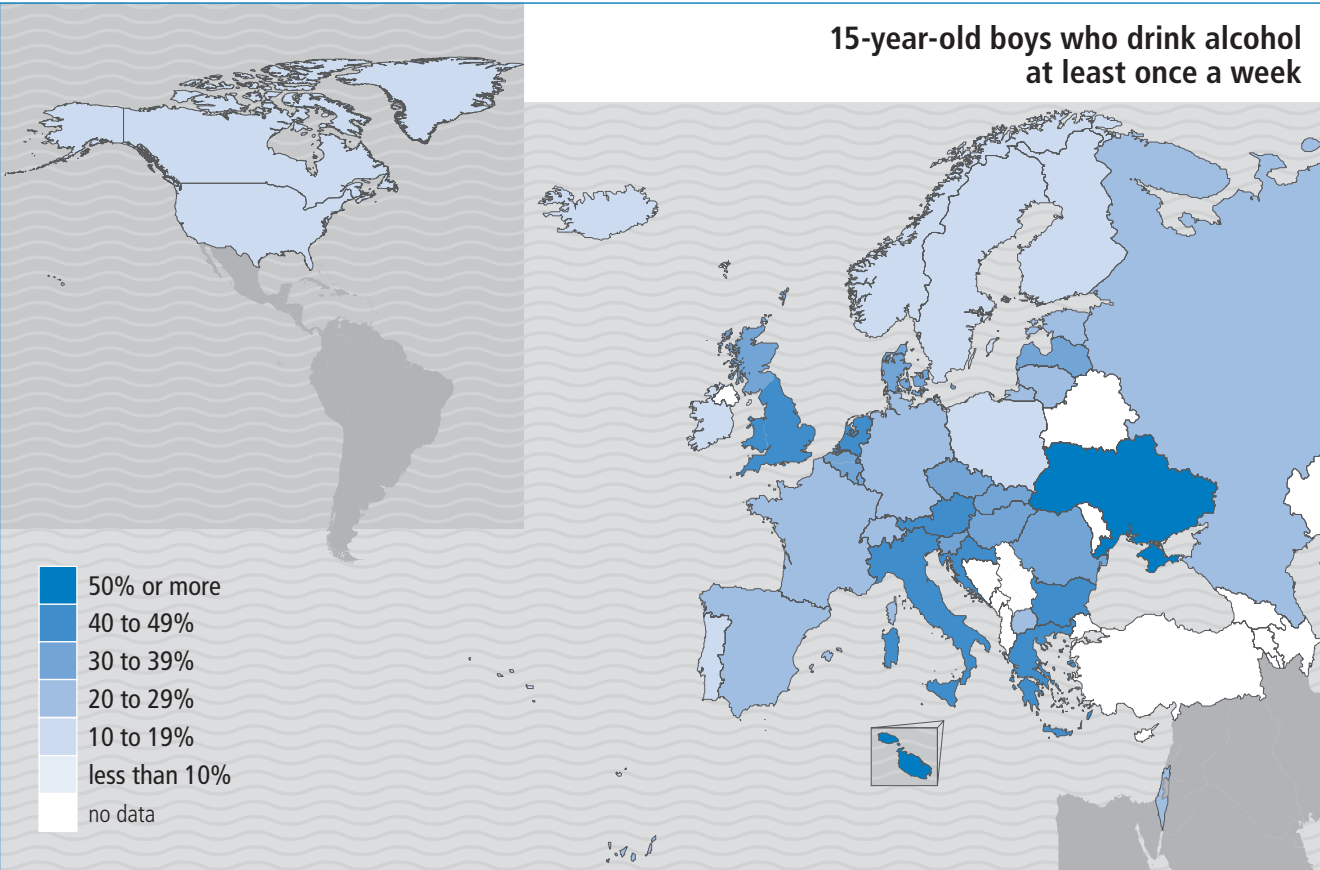 15-year-old boys who drink alcohol
at least once a week
50% or more
40 to 49%
30 to 39%
20 to 29%
10 to 19%
less than 10%
no data